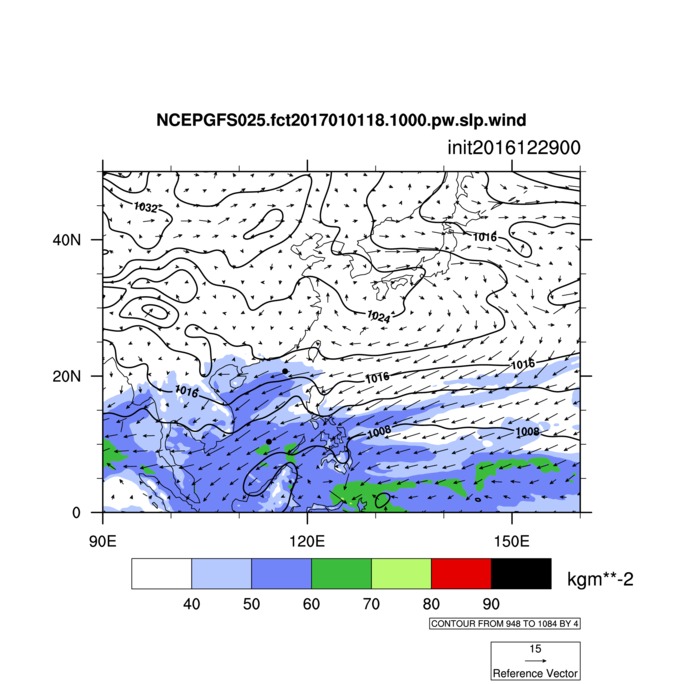 NCEPGFS025.fct2017010118.1000.pw.slp.wind
init2016122900
1032
40N
1016
1024
1016
20N
1016
1016
1008
1008
0
90E 120E 150E
40 50 60 70 80 90
kgm**-2
CONTOUR FROM 948 TO 1084 BY 4
15
Reference Vector